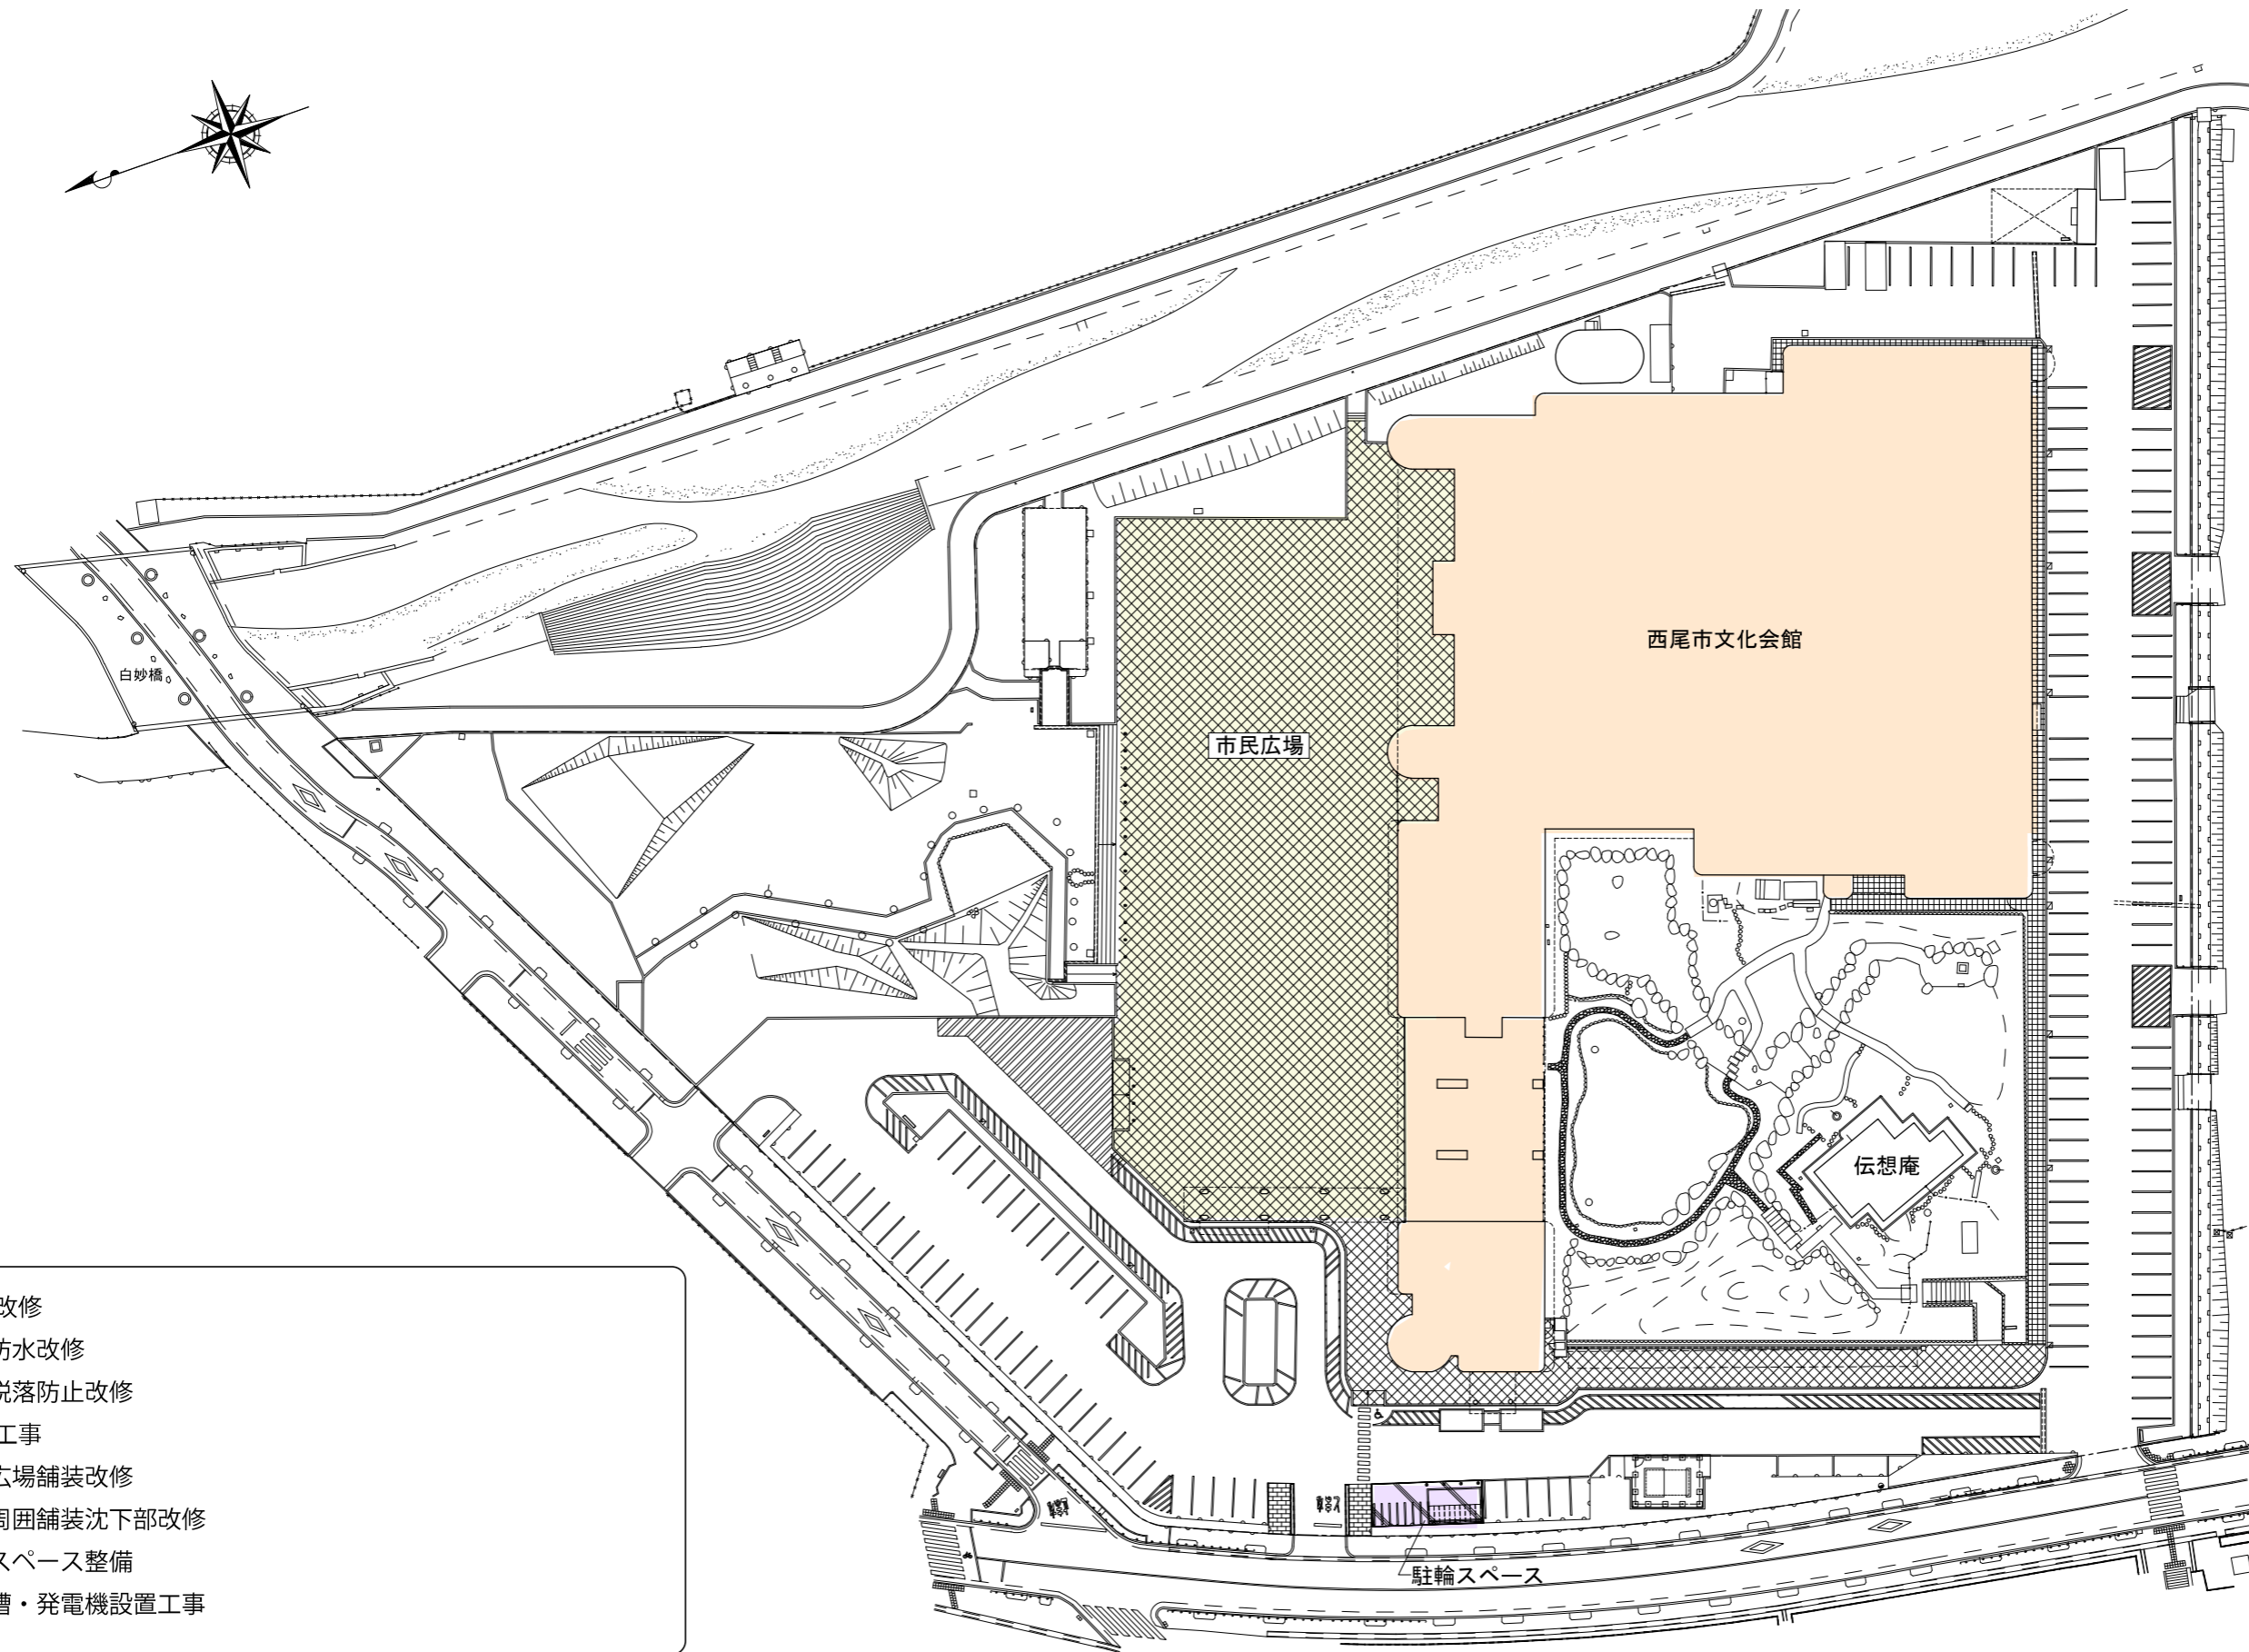 西尾市文化会館
白妙橋
市民広場
伝想庵
駐輪スペース
改修
防水改修
脱落防止改修
工事
広場舗装改修
周囲舗装沈下部改修
スペース整備
槽・発電機設置工事